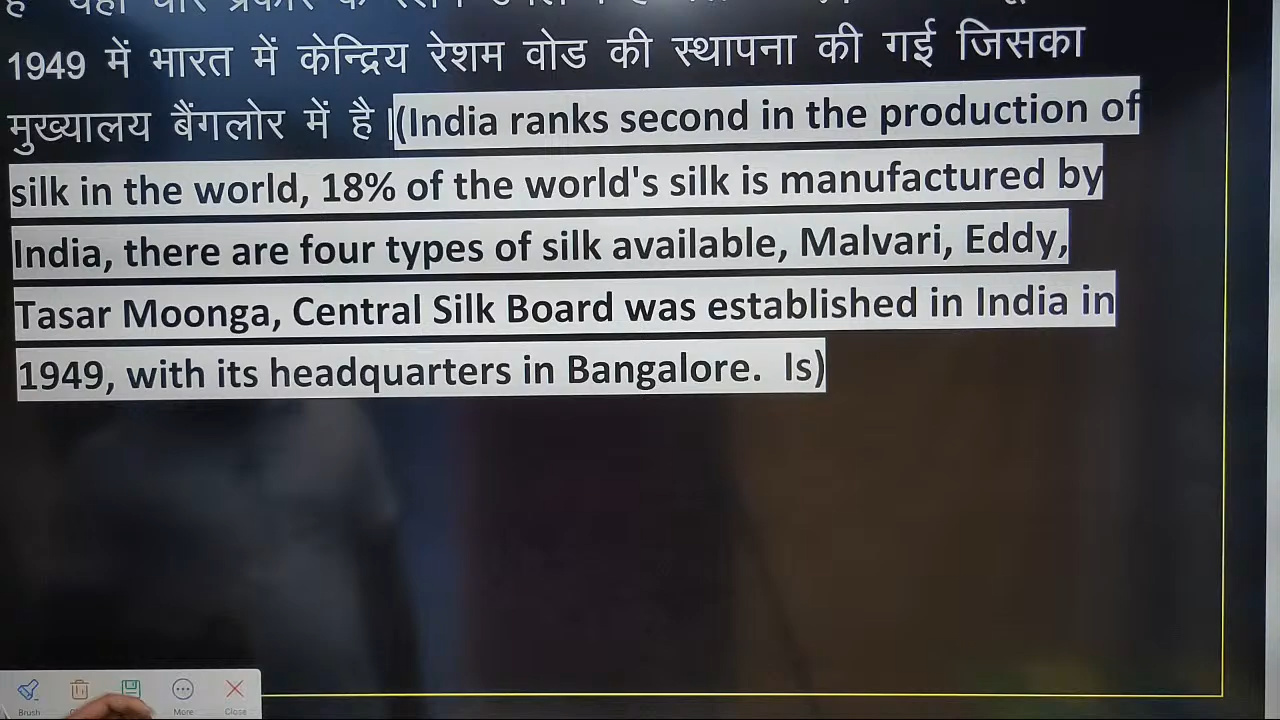 1949 में भारत में केन्द्रिय रेशम वोड की स्थापना की गई जिसका
मुख्यालय बैंगलोर में है |(India ranks second in the production of
silk in the world, 18% of the world's silk is manufactured by
India, there are four types of silk available, Malvari, Eddy,
Tasar Moonga, Central Silk Board was established in India in
1949, with its headquarters in Bangalore. Is)
Brush More Close